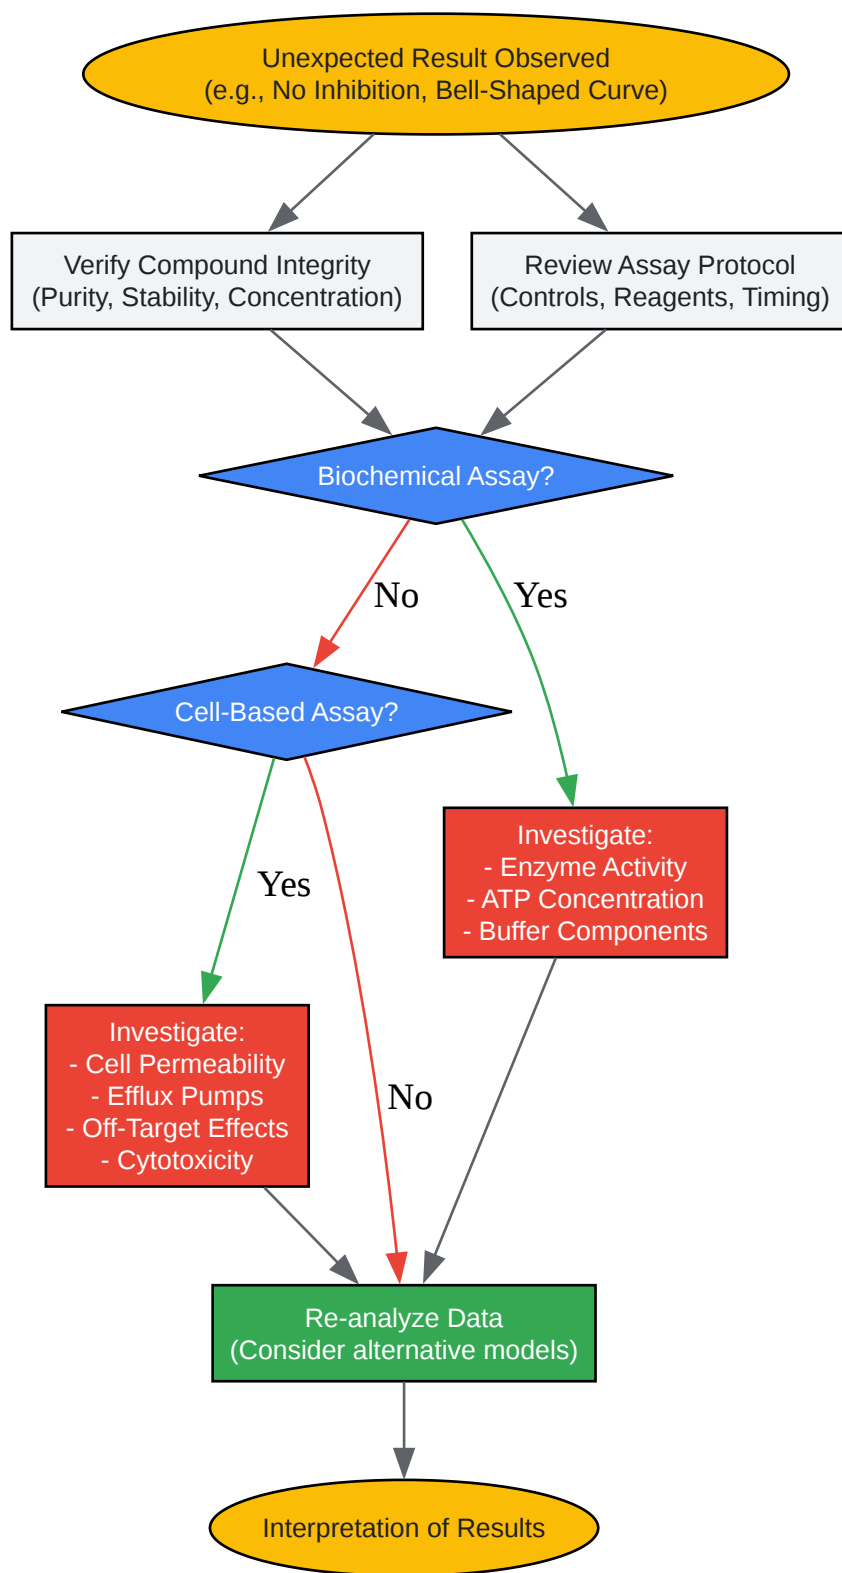 Unexpected Result Observed
(e.g., No Inhibition, Bell-Shaped Curve)
Verify Compound Integrity
(Purity, Stability, Concentration)
Review Assay Protocol
(Controls, Reagents, Timing)
Biochemical Assay?
No
Yes
Cell-Based Assay?
Investigate:
- Enzyme Activity
- ATP Concentration
- Buffer Components
Yes
Investigate:
- Cell Permeability
- Efflux Pumps
- Off-Target Effects
- Cytotoxicity
No
Re-analyze Data
(Consider alternative models)
Interpretation of Results